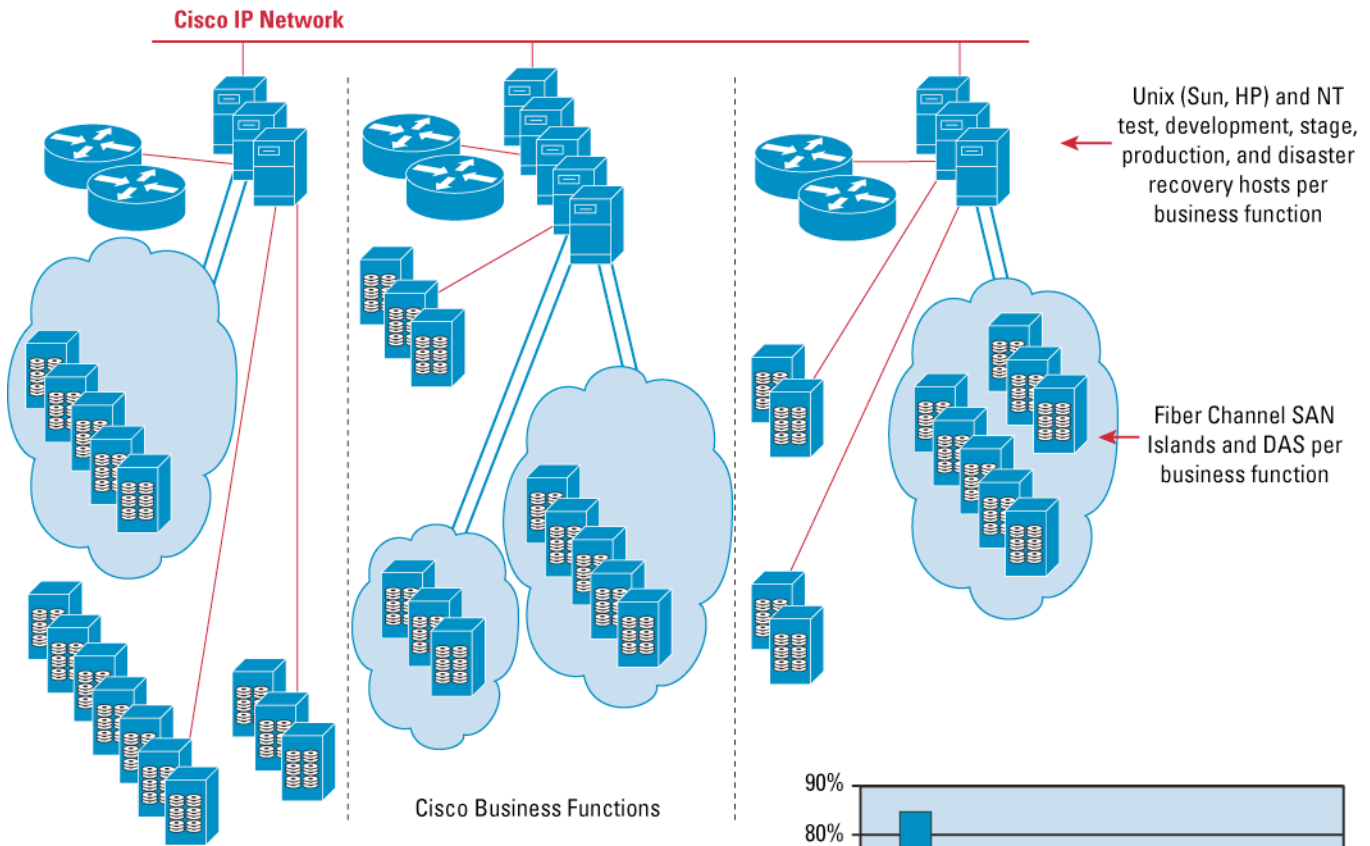 Cisco IP Network
Unix (Sun, HP) and NT
test, development, stage,
production, and disaster
recovery hosts per
business function
Fiber Channel SAN
Islands and DAS per
business function
Cisco Business Functions
90%
80%